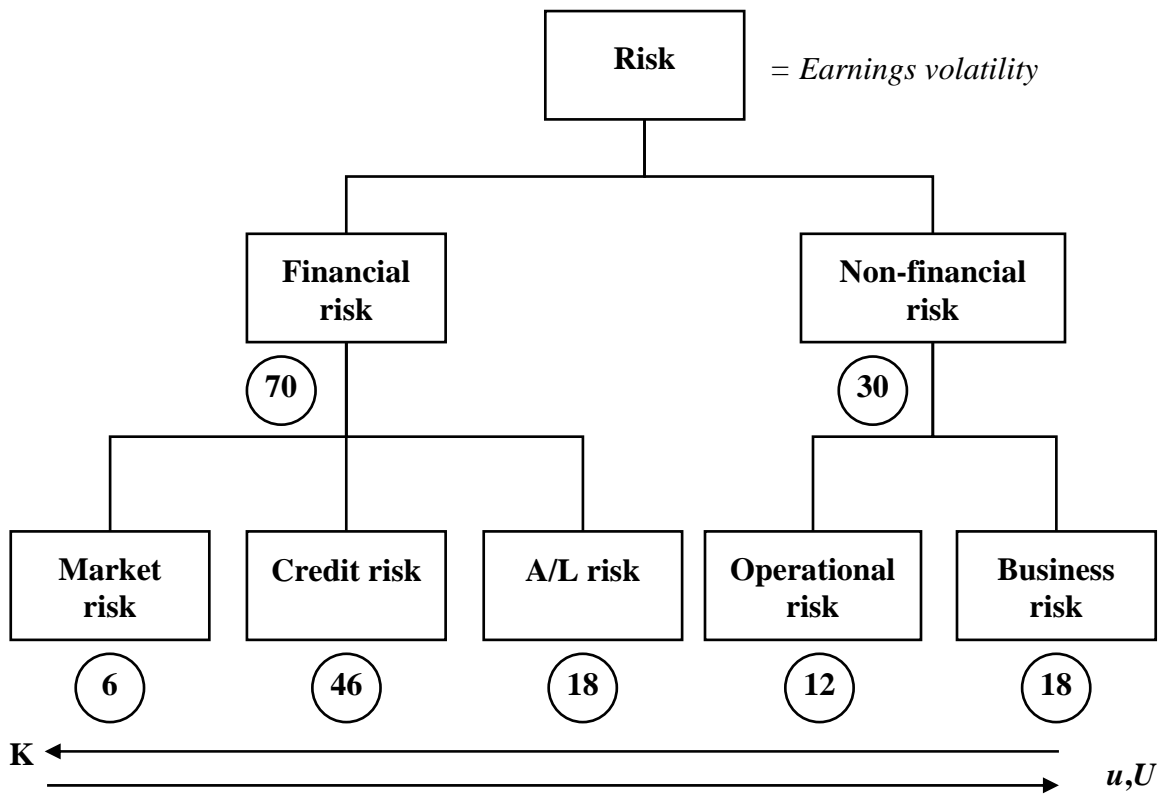 Risk
= Earnings volatility
Financial
risk
Non-financial
risk
70
30
Market
risk
Credit risk
A/L risk
Operational
risk
Business
risk
6
46
18
12
18
K
u,U